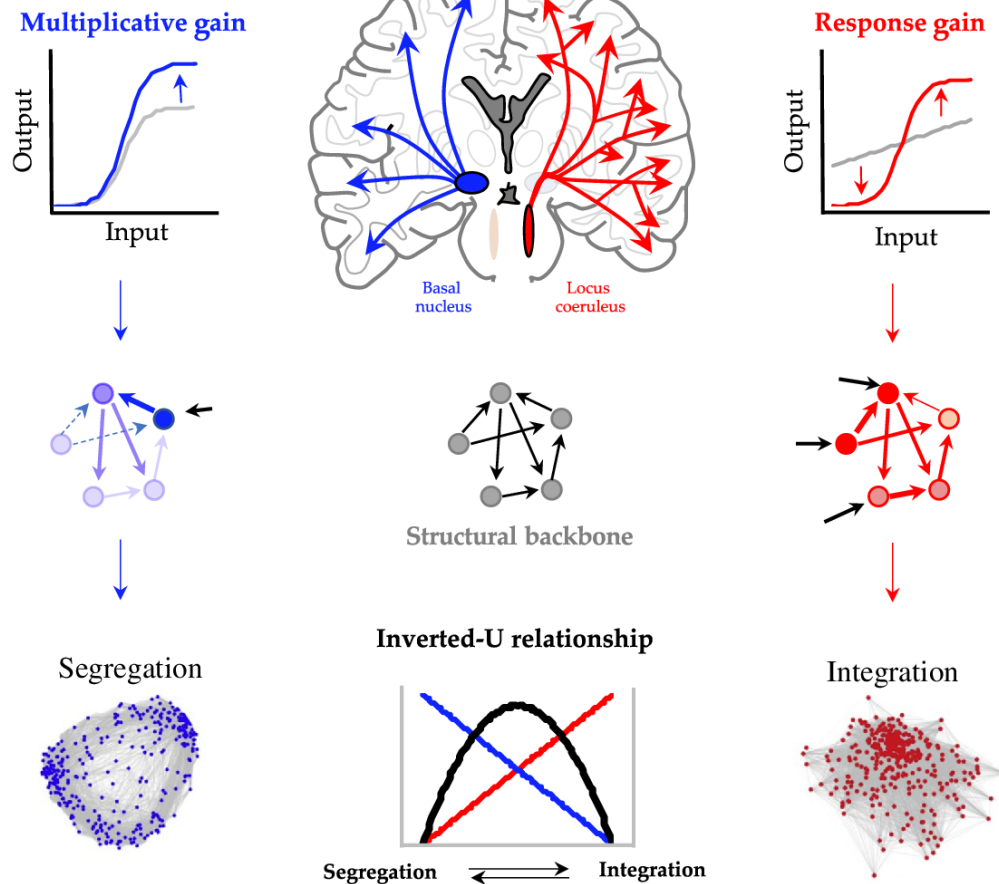 Multiplicative gain
Response gain
Output
Input
Output
Input
Basal
nucleus
Locus
coeruleus
Structural backbone
Inverted-U relationship
Segregation
Integration
Segregation
Integration